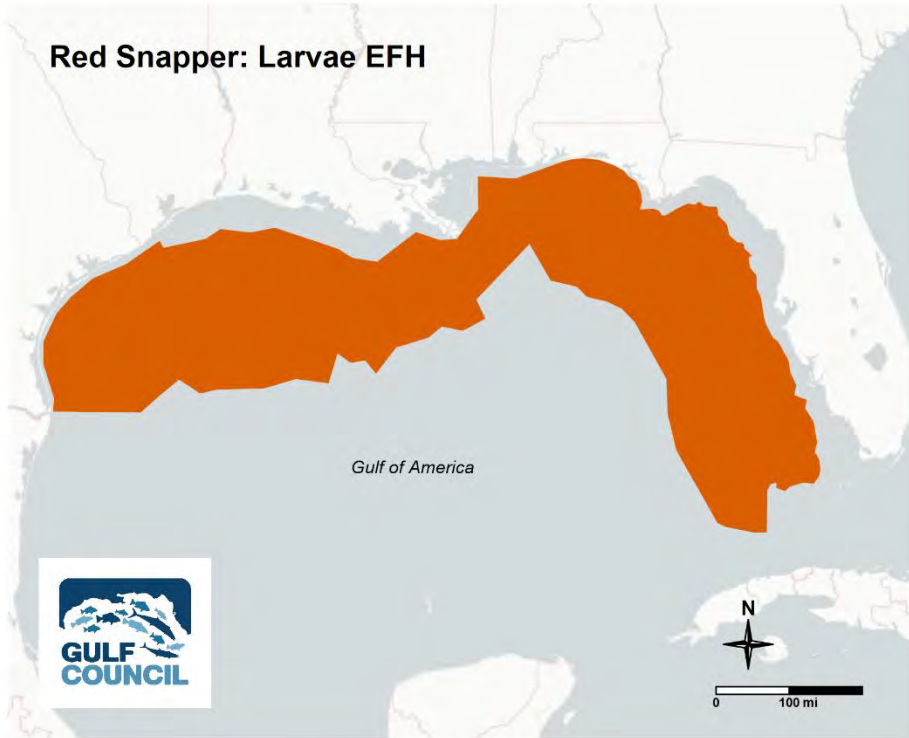 Red Snapper: Larvae EFH
Gulf of America
GULF
COUNCIL
N
0 100 mi